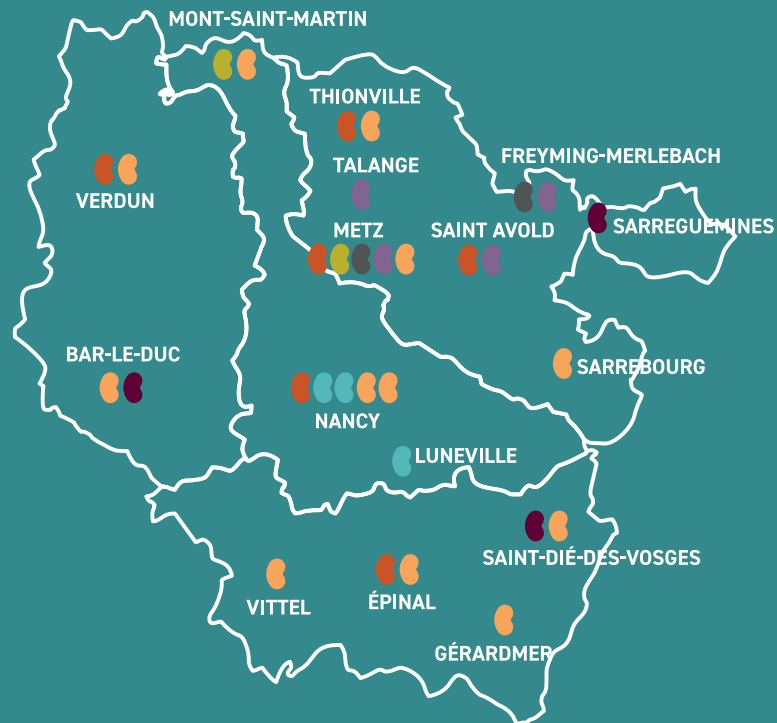 MONT-SAINT-MARTIN
THIONVILLE
TALANGE
FREYMING-MERLEBACH
VERDUN
METZ
SAINT AVOLD
SARREGUEMINES
BAR-LE-DUC
SARREBOURG
NANCY
LUNEVILLE
SAINT-DIÉ-DES-VOSGES
VITTEL
ÉPINAL
GÉRARDMER